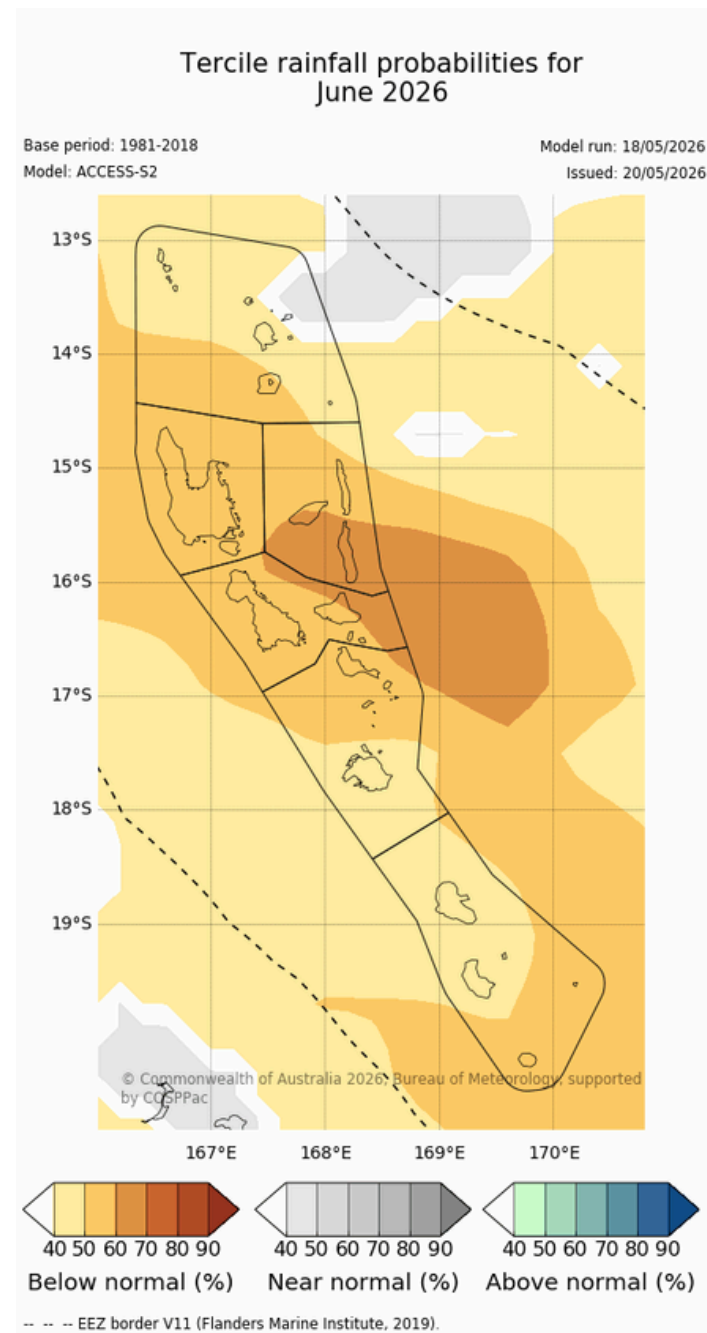 Tercile rainfall probabilities for
June 2026
Base period: 1981-2018
Model run: 18/05/2026
Model: ACCESS-S2
Issued: 20/05/2026
13°S
14°S
15°S
16°S
17°S
18°S
19°S
© Commonwealth of Australia 2026, Bureau of Meteorology, supported
by COSPPac
167°E 168°E 169°E 170°E
40 50 60 70 80 90 40 50 60 70 80 90 40 50 60 70 80 90
Below normal (%) Near normal (%) Above normal (%)
-- -- -- EEZ border V11 (Flanders Marine Institute, 2019).